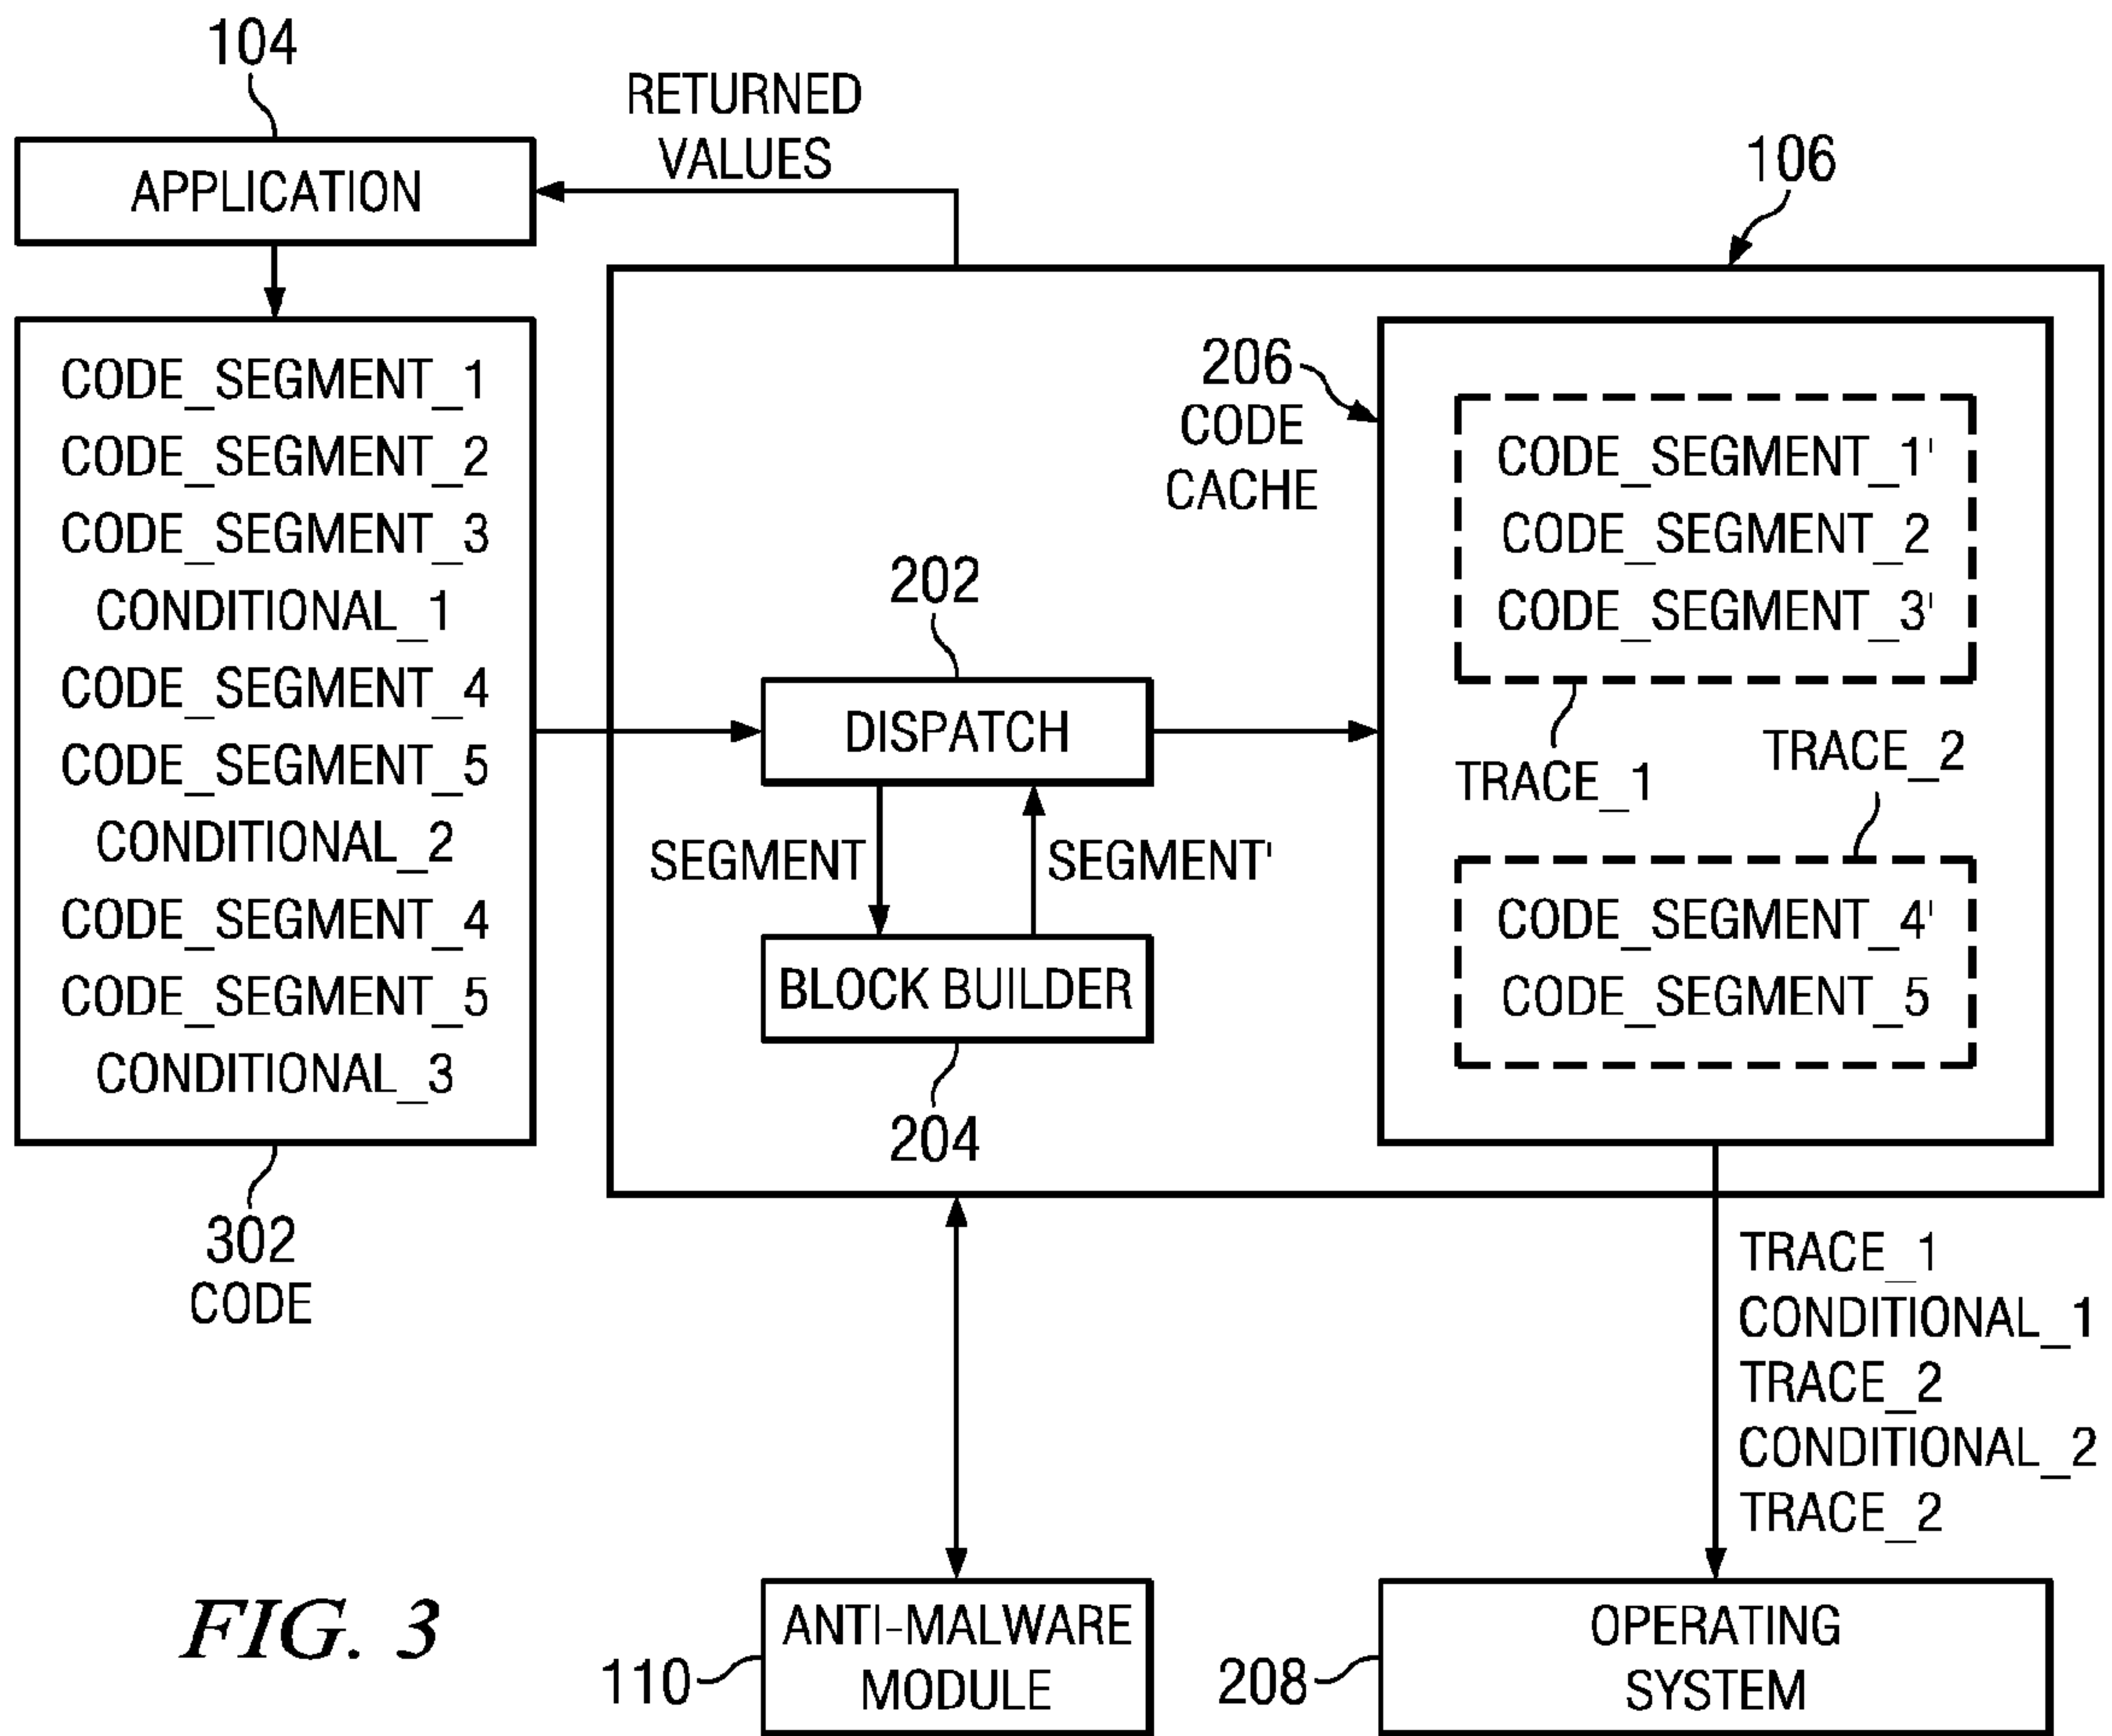 104
APPLICATION
RETURNED
VALUES
106
CODE_SEGMENT_1
CODE_SEGMENT_2
CODE_SEGMENT_3
CONDITIONAL_1
CODE_SEGMENT_4
CODE_SEGMENT_5
CONDITIONAL_2
CODE_SEGMENT_4
CODE_SEGMENT_5
CONDITIONAL_3
302
CODE
202
DISPATCH
SEGMENT
SEGMENT'
BLOCK BUILDER
204
206
CODE
CACHE
CODE_SEGMENT_1'
CODE_SEGMENT_2
CODE_SEGMENT_3'
TRACE_1
TRACE_2
CODE_SEGMENT_4'
CODE_SEGMENT_5
TRACE_1
CONDITIONAL_1
TRACE_2
CONDITIONAL_2
TRACE_2
ANTI-MALWARE
MODULE
110
OPERATING
SYSTEM
208
FIG. 3